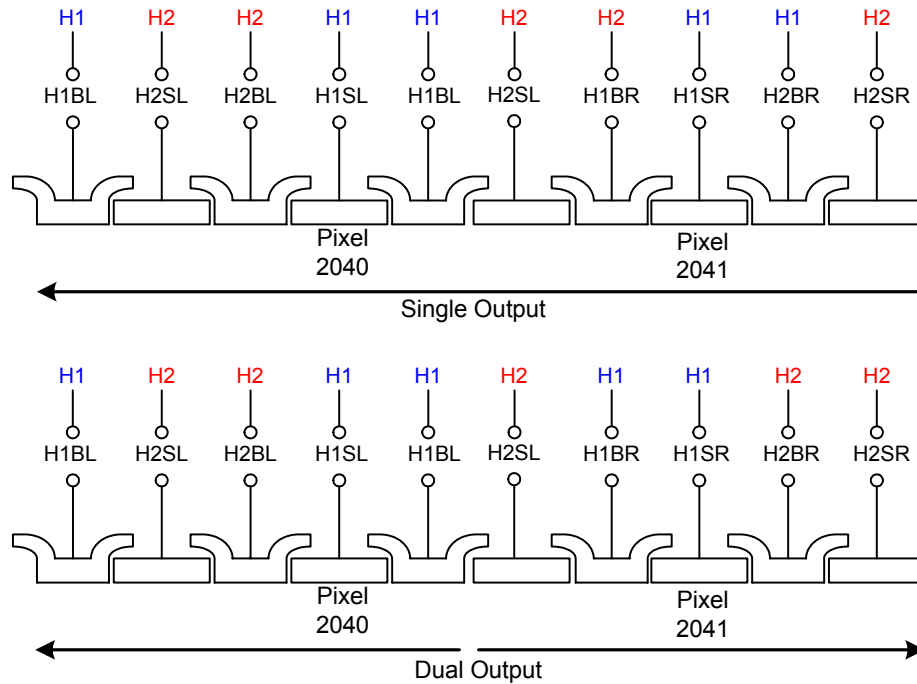 H1 H2 H2 H1 H1 H2 H2 H1 H1 H2
H1BL H2SL H2BL H1SL H1BL H2SL H1BR H1SR H2BR H2SR
Pixel Pixel
2040 2041
Single Output
H1 H2 H2 H1 H1 H2 H1 H1 H2 H2
H1BL H2SL H2BL H1SL H1BL H2SL H1BR H1SR H2BR H2SR
Pixel Pixel
2040 2041
Dual Output